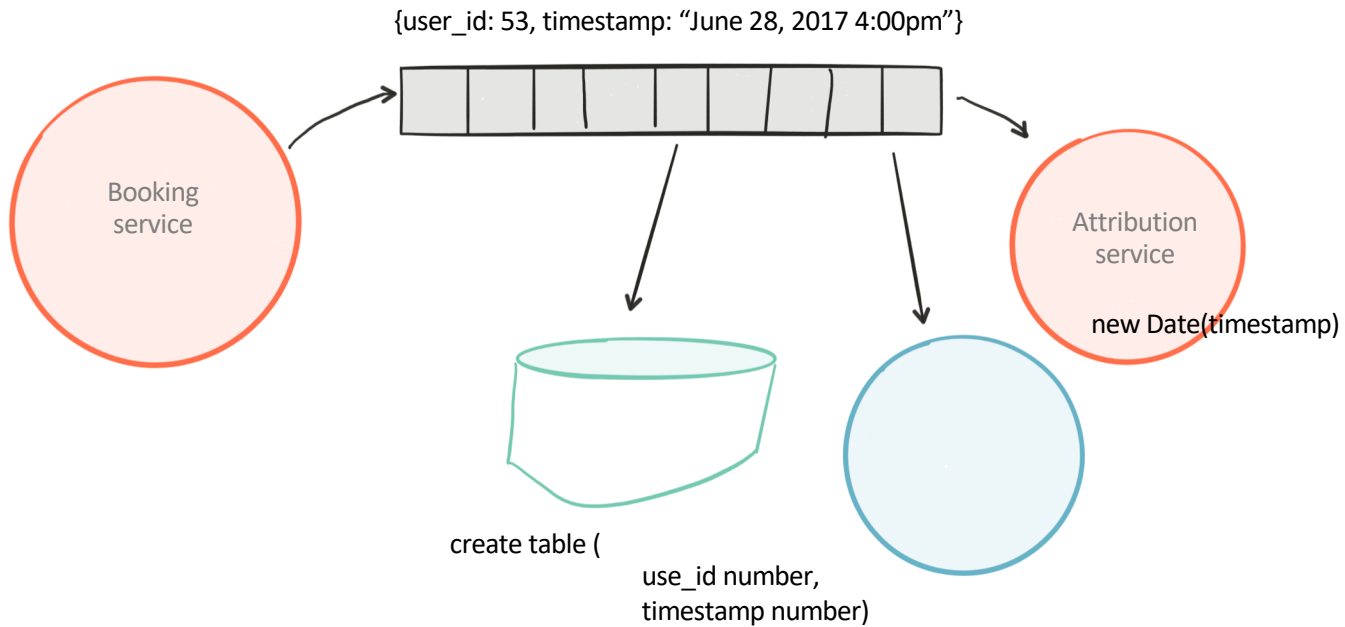 {user_id: 53, timestamp: “June 28, 2017 4:00pm”}
Booking
service
Attribution
service
new Date(timestamp)
create table (
use_id number,
timestamp number)